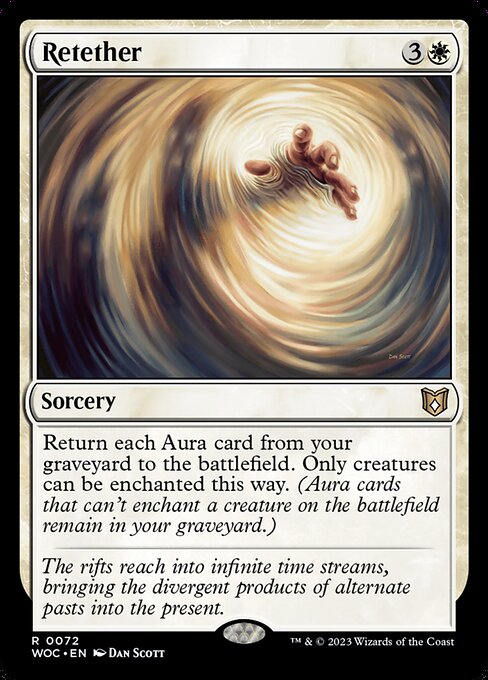 Retether 3
Dan Scott
Sorcery
Return each Aura card from your
graveyard to the battlefield. Only creatures
can be enchanted this way. (Aura cards
that can't enchant a creature on the battlefield
remain in your graveyard.)
The rifts reach into infinite time streams,
bringing the divergent products of alternate
pasts into the present.
R 0072
WOC • EN Dan Scott
™ & © 2023 Wizards of the Coast